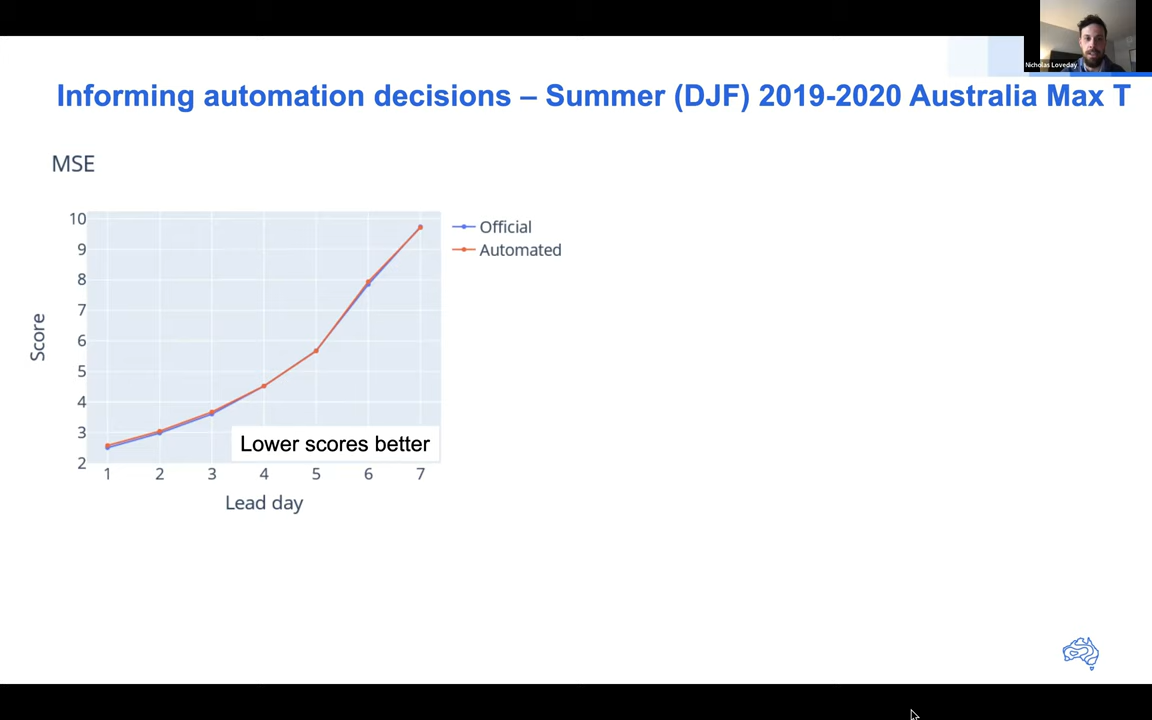 Nicholas Loveday
Informing automation decisions – Summer (DJF) 2019-2020 Australia Max T
MSE
10
9
8
7
6
5
4
3
2
Score
Official
Automated
Lower scores better
1 2 3 4 5 6 7
Lead day